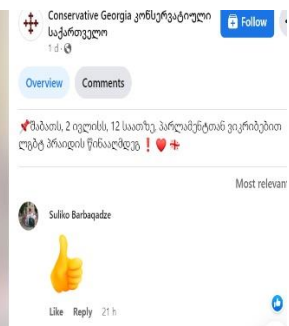 Conservative Georgia კონსერვატიული
საქართველო
Follow
1 d ·
Overview
Comments
📌შაბათს, 2 ივლისს, 12 საათზე, პარლამენტთან ვიკრიბებით
ლგბტ პრაიდის წინააღმდეგ ❗❤️🇬🇪
Most relevant
Suliko Barbaqadze
👍
Like Reply 21 h